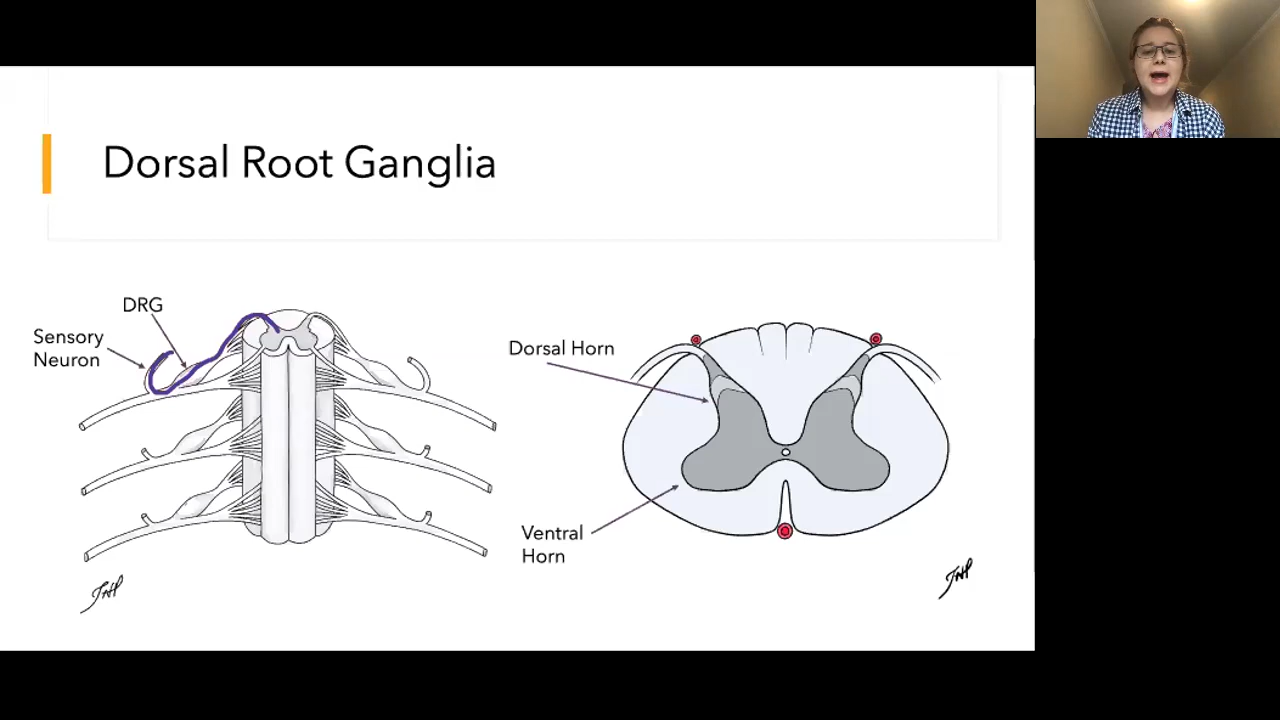 Dorsal Root Ganglia
DRG
Sensory
Neuron
Dorsal Horn
Ventral
Horn